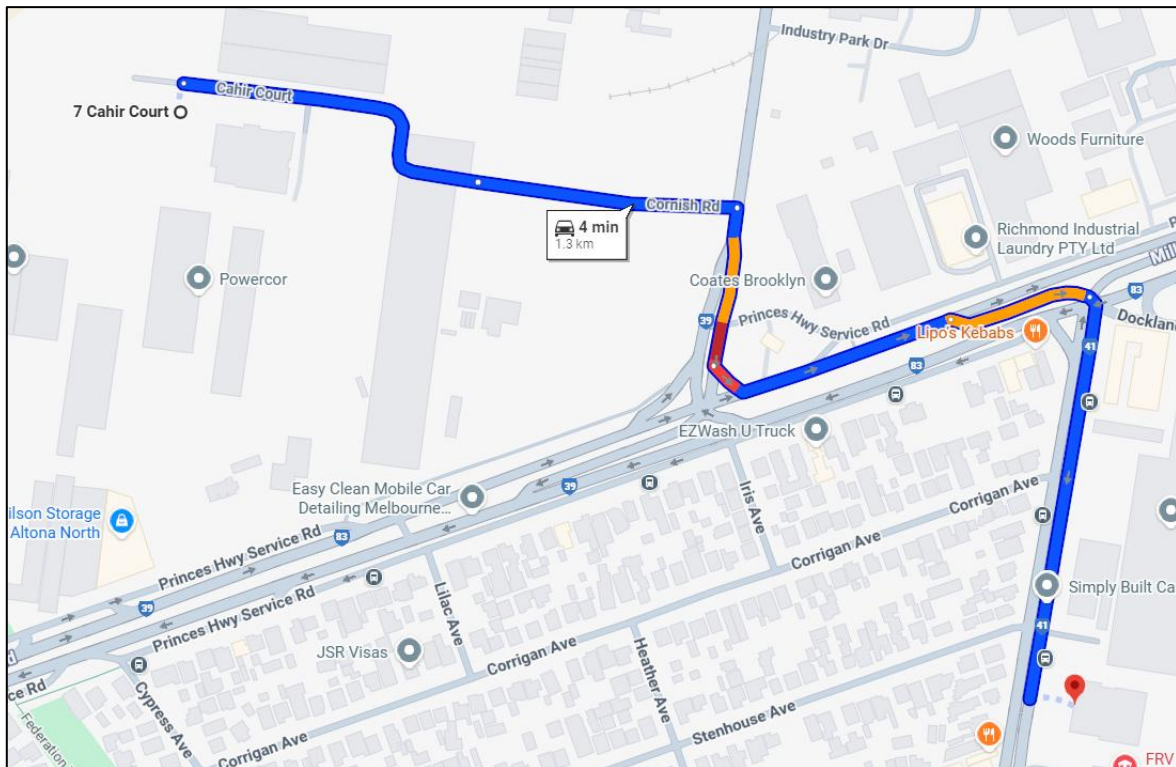 Industry Park Dr
Cahir Court
7 Cahir Court
Woods Furniture
Cornish Rd
4 min
1.3 km
Richmond Industrial
Laundry PTY Ltd
Powercor
Coates Brooklyn
83
39
Princes Hwy Service Rd
Lipo's Kebabs
41
83
EZWash U Truck
Easy Clean Mobile Car
Detailing Melbourne...
39
Iris Ave
Corrigan Ave
ilson Storage
Altona North
Princes Hwy Service Rd
83
Corrigan Ave
39
Princes Hwy Service Rd
Lilac Ave
Simply Built Ca
41
JSR Visas
Corrigan Ave
Heather Ave
ce Rd
Cypress Ave
Stenhouse Ave
Federation
Corrigan Ave
FRV